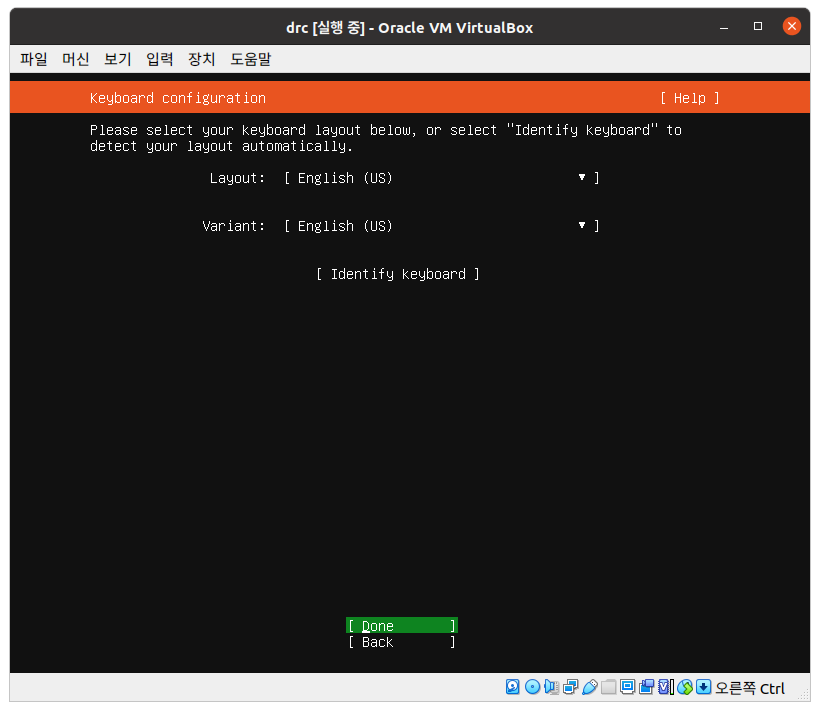 drc [실행 중] - Oracle VM VirtualBox
파일 머신 보기 입력 장치 도움말
Keyboard configuration [ Help ]
Please select your keyboard layout below, or select "Identify keyboard" to
detect your layout automatically.
Layout: [ English (US) ▾ ]
Variant: [ English (US) ▾ ]
[ Identify keyboard ]
[ Done ]
[ Back ]
오른쪽 Ctrl